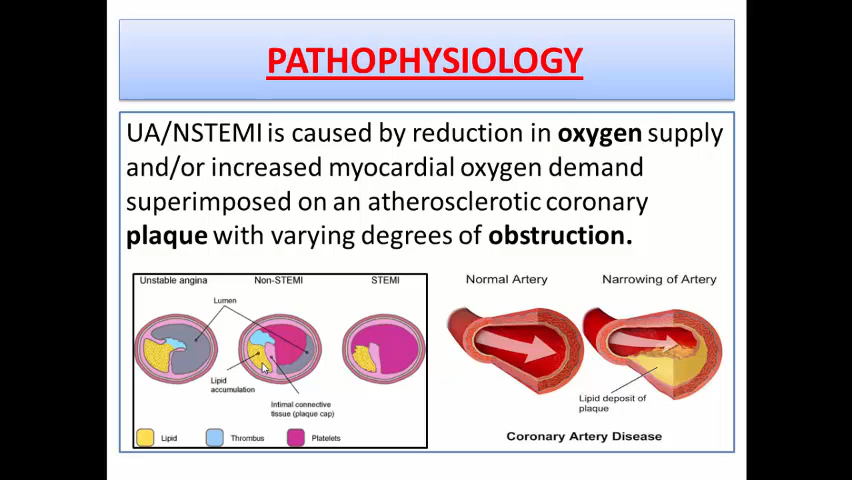 PATHOPHYSIOLOGY
UA/NSTEMI is caused by reduction in oxygen supply
and/or increased myocardial oxygen demand
superimposed on an atherosclerotic coronary
plaque with varying degrees of obstruction.
Unstable angina
Non-STEMI
STEMI
Lumen
Lipid
accumulation
Intimal connective
tissue (plaque cap)
Lipid
Thrombus
Platelets
Normal Artery
Narrowing of Artery
Lipid deposit of
plaque
Coronary Artery Disease